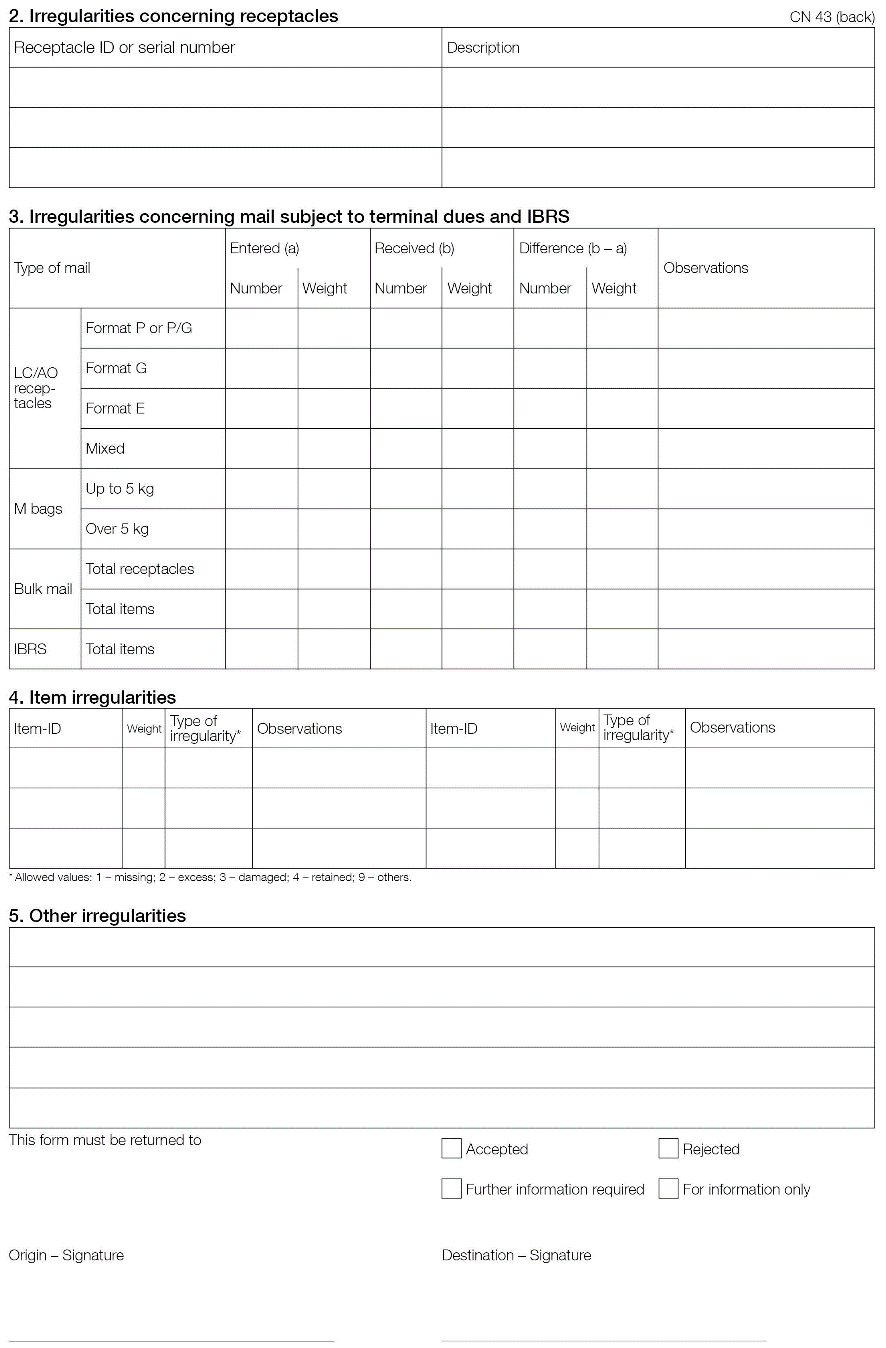 2. Irregularities concerning receptacles CN 43 (back)
Receptacle ID or serial number Description
3. Irregularities concerning mail subject to terminal dues and IBRS
Type of mail Entered (a) Received (b) Difference (b – a) Observations
Number Weight Number Weight Number Weight
LC/AO
recep-
tacles
Format P or P/G
Format G
Format E
Mixed
M bags
Up to 5 kg
Over 5 kg
Bulk mail
Total receptacles
Total items
IBRS Total items
4. Item irregularities
Item-ID Weight Type of
irregularity* Observations Item-ID Weight Type of
irregularity* Observations
* Allowed values: 1 – missing; 2 – excess; 3 – damaged; 4 – retained; 9 – others.
5. Other irregularities
This form must be returned to
Accepted Rejected
Further information required For information only
Origin – Signature Destination – Signature